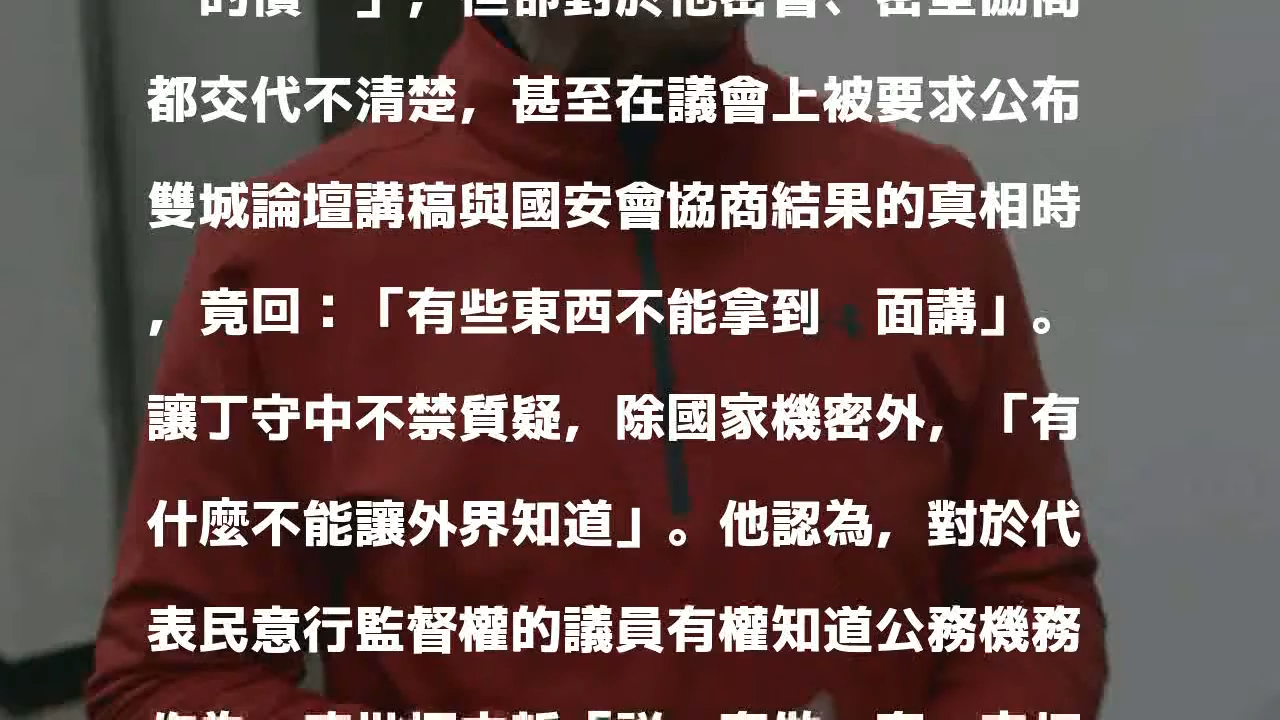 都交代不清楚，甚至在議會上被要求公布
雙城論壇講稿與國安會協商結果的真相時
，竟回：「有些東西不能拿到　面講」。
讓丁守中不禁質疑，除國家機密外，「有
什麼不能讓外界知道」。他認為，對於代
表民意行監督權的議員有權知道公務機務